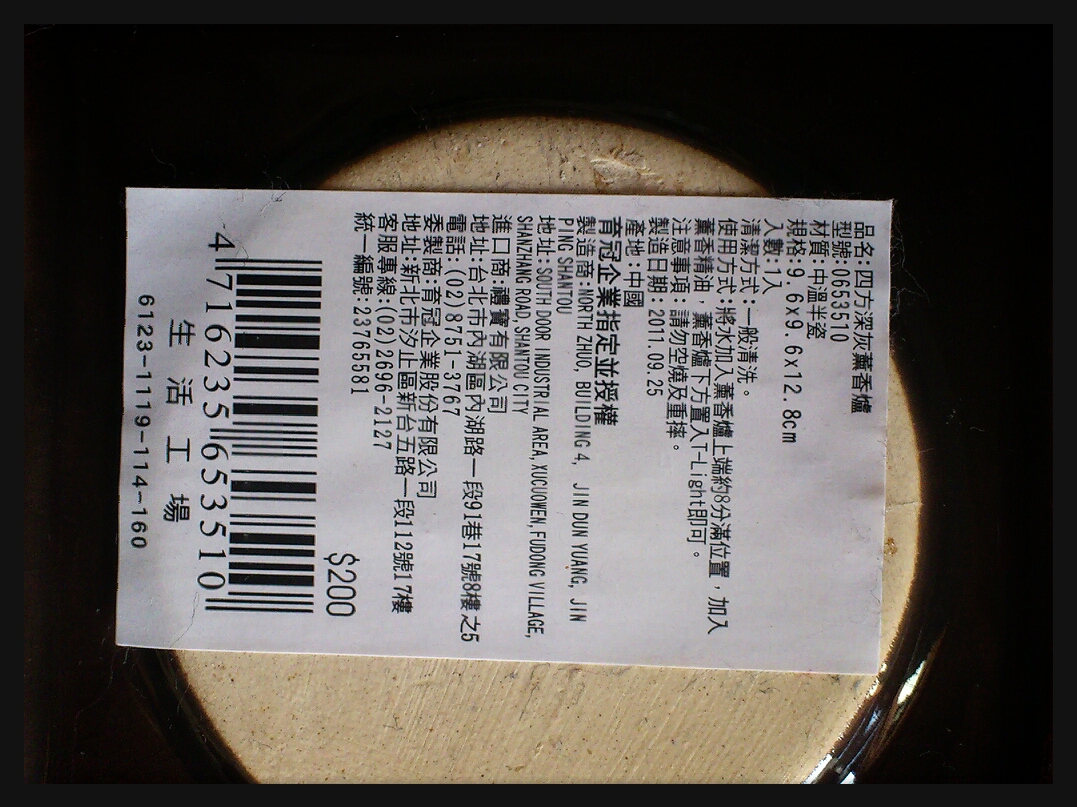 品名:四方深灰薰香爐
型號:0653510
材質:中溫半瓷
規格:9.6x9.6x12.8cm
入數:1入
清潔方式:一般清洗。
使用方式:將水加入薰香爐上端約8分滿位置，加入
薰香精油，薰香爐下方置入T-Light即可。
注意事項:請勿空燒及重摔。
製造日期:2011.09.25
產地:中國
育冠企業指定並授權
製造商:NORTH ZHUO, BUILDING 4, JIN DUN YUANG, JIN
PING SHANTOU
地址:SOUTH DOOR INDUSTRIAL AREA, XUCUOWEN, FUDONG VILLAGE,
SHANZHANG ROAD, SHANTOU CITY
進口商:禮寶有限公司
地址:台北市內湖區內湖路一段91巷17號8樓之5
電話:(02)8751-3767
委製商:育冠企業股份有限公司
地址:新北市汐止區新台五路一段112號17樓
客服專線:(02)2696-2127
統一編號:23765581
$200
4716235653510
生活工場
6123-1119-114-160